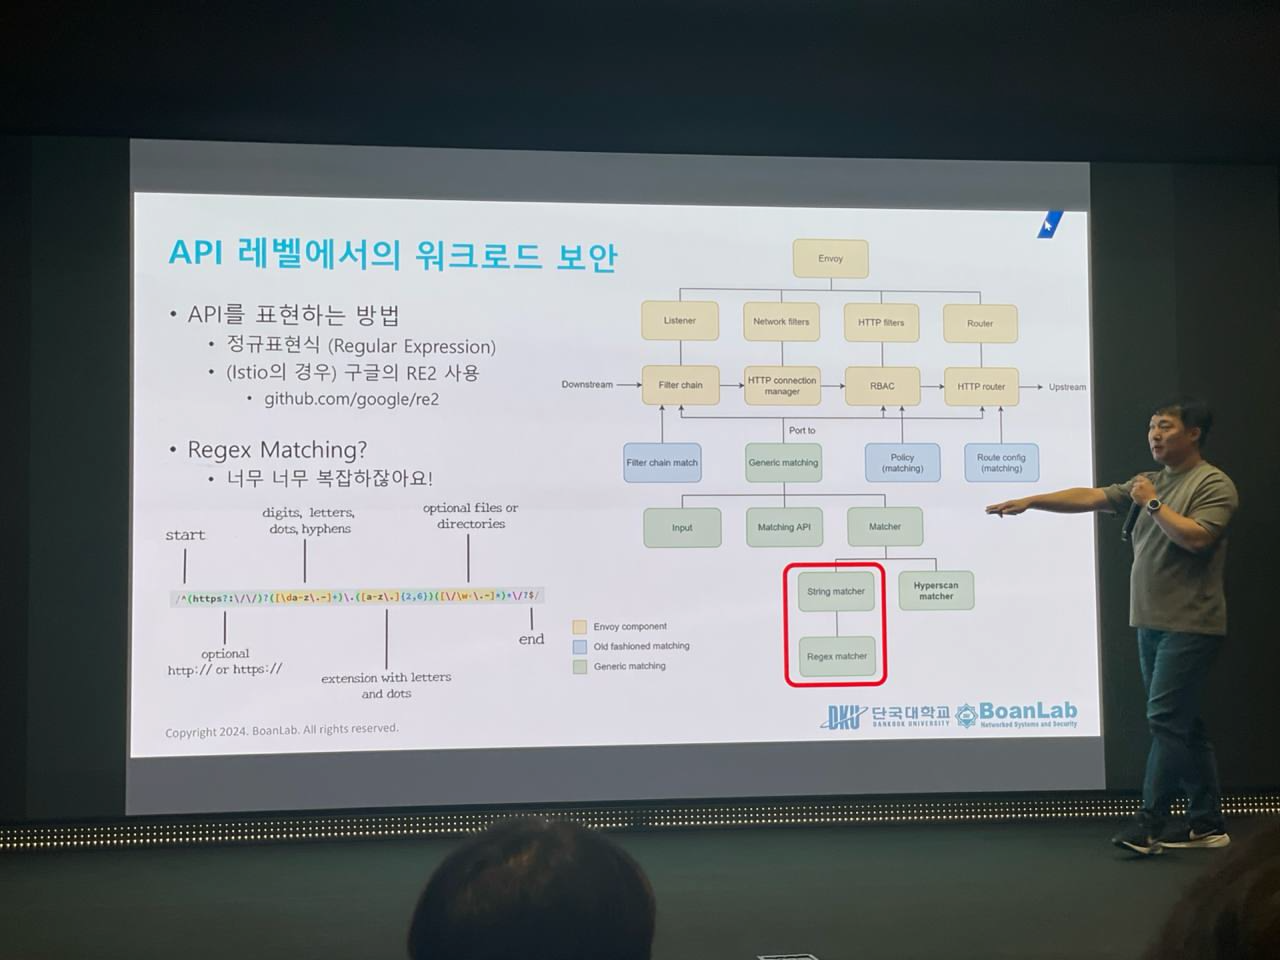 API 레벨에서의 워크로드 보안
• API를 표현하는 방법
• 정규표현식 (Regular Expression)
• (Istio의 경우) 구글의 RE2 사용
• github.com/google/re2
• Regex Matching?
• 너무 너무 복잡하잖아요!
start
digits, letters,
dots, hyphens
optional files or
directories
/^(https?:\/\/)?([\da-z\.-]+)\.([a-z\.]{2,6})([\/\w·\.-]*)*\/?$/
optional
http:// or https://
extension with letters
and dots
end
Envoy
Listener
Network filters
HTTP filters
Router
Downstream
Filter chain
HTTP connection
manager
RBAC
HTTP router
Upstream
Port to
Filter chain match
Generic matching
Policy
(matching)
Route config
(matching)
Input
Matching API
Matcher
String matcher
Hyperscan
matcher
Regex matcher
Envoy component
Old fashioned matching
Generic matching
Copyright 2024. BoanLab. All rights reserved.
DKU 단국대학교
DANKOOK UNIVERSITY
BoanLab
Networked Systems and Security